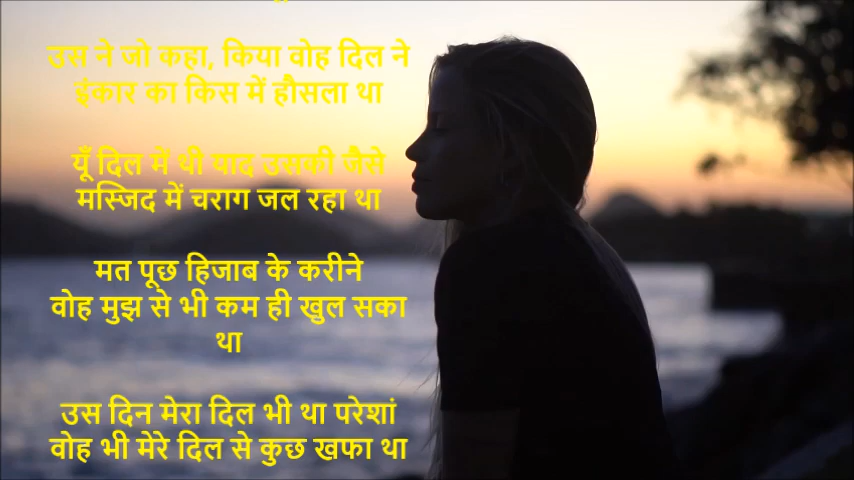 उस ने जो कहा, किया वोह दिल ने
इंकार का किस में हौसला था
यूँ दिल में थी याद उसकी जैसे
मस्जिद में चराग जल रहा था
मत पूछ हिजाब के करीने
वोह मुझ से भी कम ही खुल सका
था
उस दिन मेरा दिल भी था परेशां
वोह भी मेरे दिल से कुछ खफा था